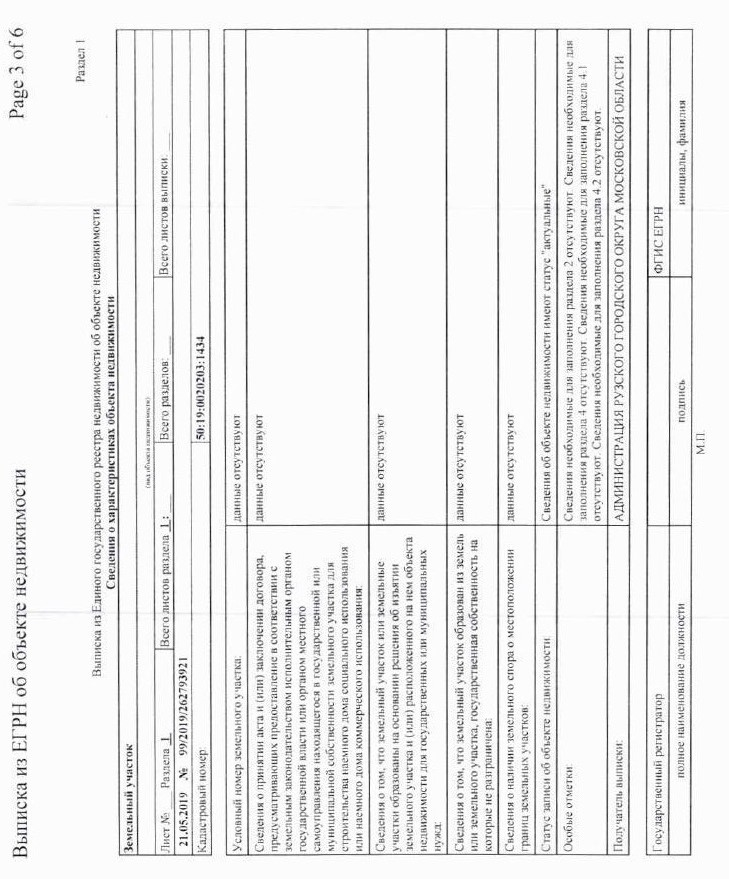 Выписка из ЕГРН об объекте недвижимости Page 3 of 6
Раздел 1
Выписка из Единого государственного реестра недвижимости об объекте недвижимости
Сведения о характеристиках объекта недвижимости
Земельный участок
(вид объекта недвижимости)
Лист № ___ Раздела 1 Всего листов раздела 1: ___ Всего разделов: ___ Всего листов выписки: ___
21.05.2019 № 99/2019/262793921
Кадастровый номер 50:19:0020203:1434
Условный номер земельного участка: данные отсутствуют
Сведения о принятии акта и (или) заключении договора, данные отсутствуют
предусматривающих предоставление в соответствии с
земельным законодательством исполнительным органом
государственной власти или органом местного
самоуправления находящегося в государственной или
муниципальной собственности земельного участка для
строительства наемного дома социального использования
или наемного дома коммерческого использования:
Сведения о том, что земельный участок или земельные данные отсутствуют
участки образованы на основании решения об изъятии
земельного участка и (или) расположенного на нем объекта
недвижимости для государственных или муниципальных
нужд:
Сведения о том, что земельный участок образован из земель данные отсутствуют
или земельного участка, государственная собственность на
которые не разграничена:
Сведения о наличии земельного спора о местоположении данные отсутствуют
границ земельных участков:
Статус записи об объекте недвижимости Сведения об объекте недвижимости имеют статус "актуальные"
Особые отметки: Сведения необходимые для заполнения раздела 2 отсутствуют. Сведения необходимые для
заполнения раздела 4 отсутствуют. Сведения необходимые для заполнения раздела 4.1
отсутствуют. Сведения необходимые для заполнения раздела 4.2 отсутствуют.
Получатель выписки: АДМИНИСТРАЦИЯ РУЗСКОГО ГОРОДСКОГО ОКРУГА МОСКОВСКОЙ ОБЛАСТИ
Государственный регистратор ФГИС ЕГРН
полное наименование должности подпись инициалы, фамилия
М.П.